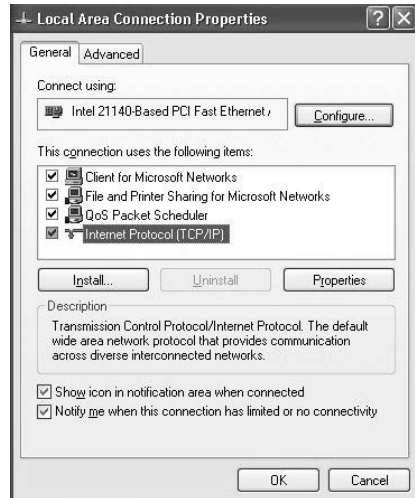 Local Area Connection Properties
General Advanced
Connect using:
Intel 21140-Based PCI Fast Ethernet
Configure...
This connection uses the following items:
Client for Microsoft Networks
File and Printer Sharing for Microsoft Networks
QoS Packet Scheduler
Internet Protocol (TCP/IP)
Install... Uninstall Properties
Description
Transmission Control Protocol/Internet Protocol. The default
wide area network protocol that provides communication
across diverse interconnected networks.
Show icon in notification area when connected
Notify me when this connection has limited or no connectivity
OK Cancel